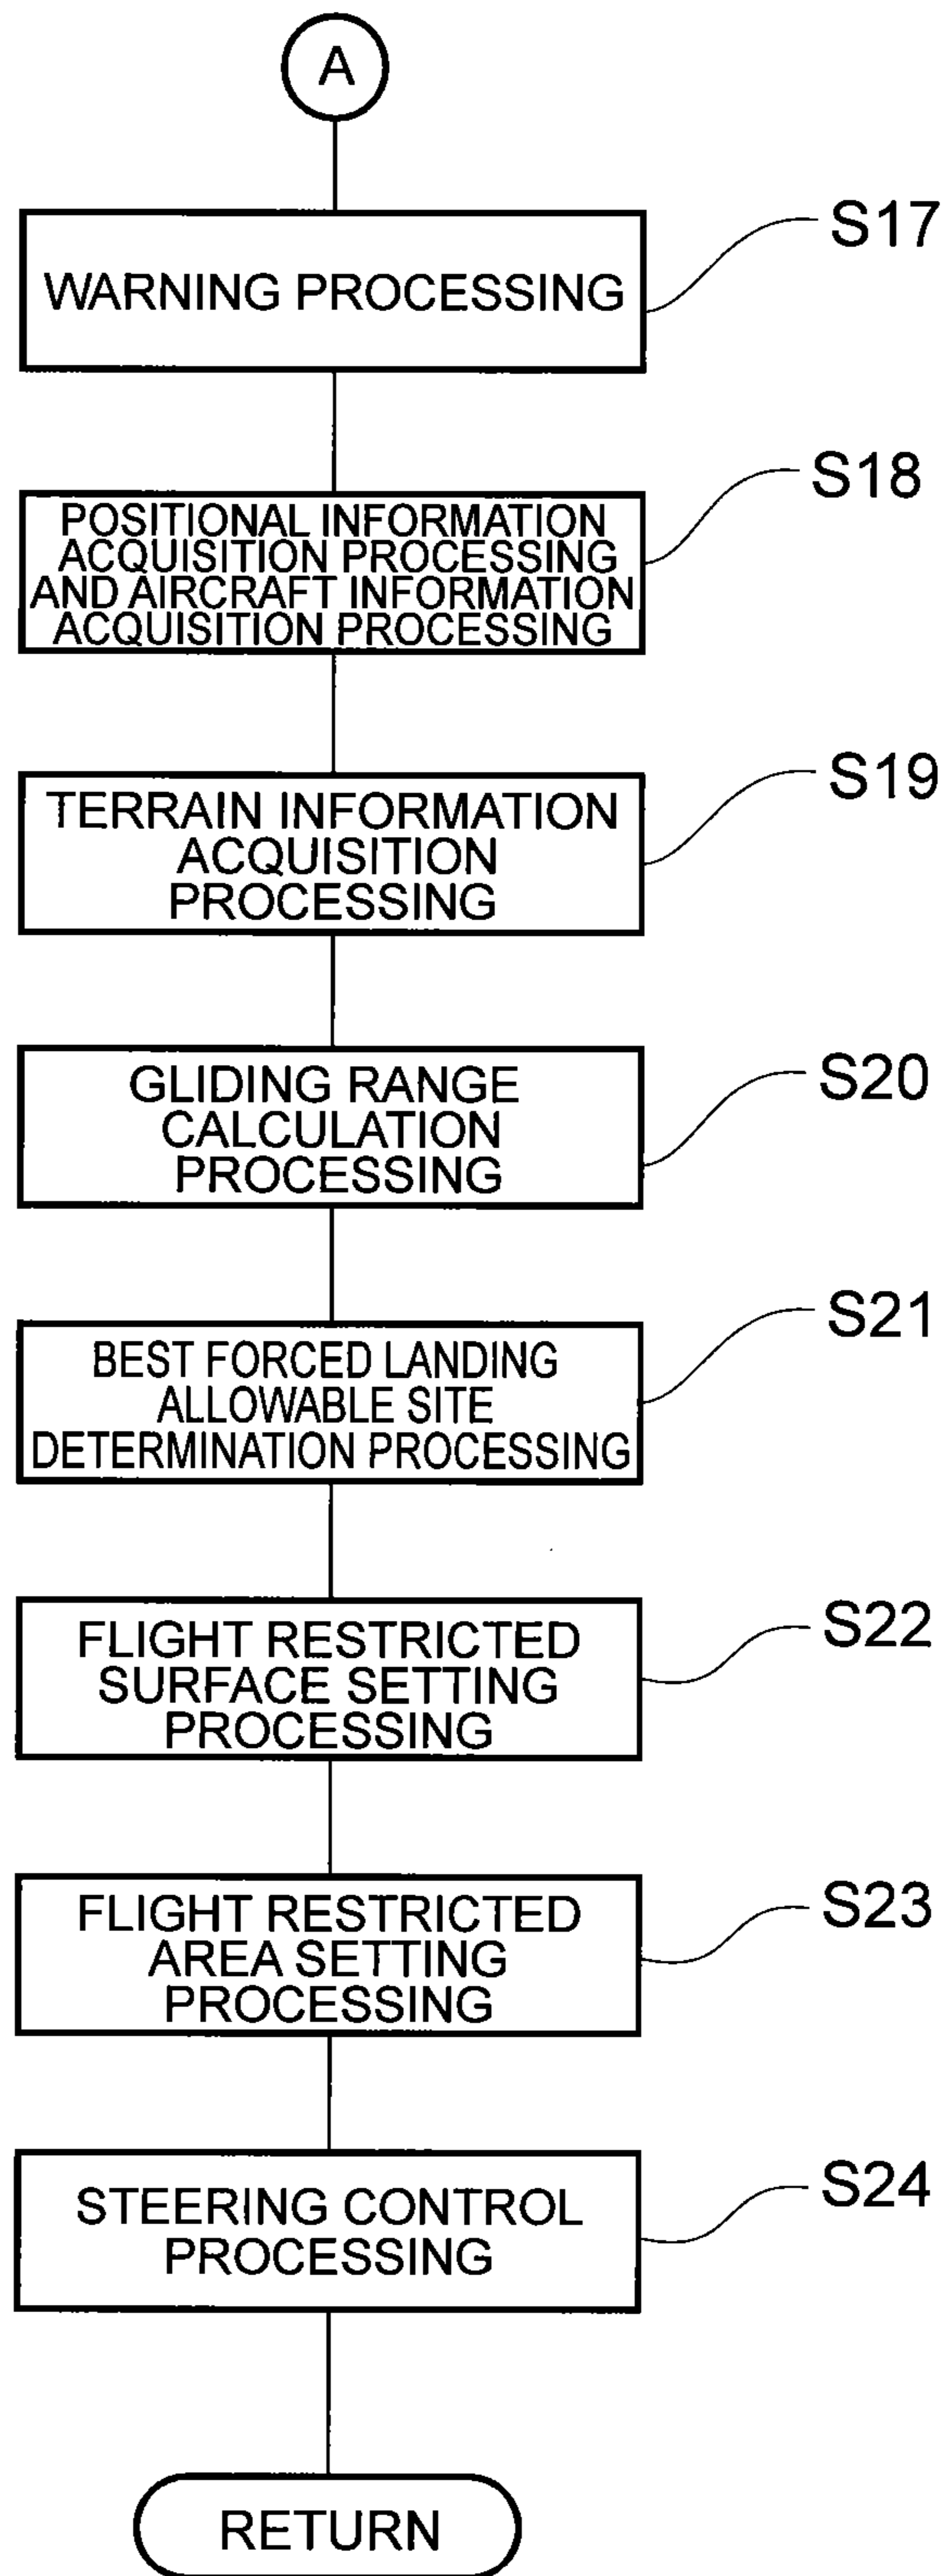 A
S17
WARNING PROCESSING
S18
POSITIONAL INFORMATION
ACQUISITION PROCESSING
AND AIRCRAFT INFORMATION
ACQUISITION PROCESSING
S19
TERRAIN INFORMATION
ACQUISITION
PROCESSING
S20
GLIDING RANGE
CALCULATION
PROCESSING
S21
BEST FORCED LANDING
ALLOWABLE SITE
DETERMINATION PROCESSING
S22
FLIGHT RESTRICTED
SURFACE SETTING
PROCESSING
S23
FLIGHT RESTRICTED
AREA SETTING
PROCESSING
S24
STEERING CONTROL
PROCESSING
RETURN